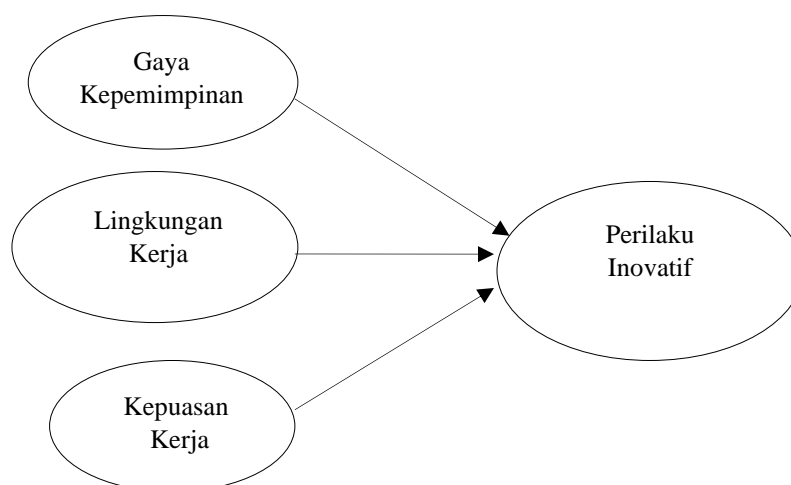 Gaya
Kepemimpinan
Lingkungan
Kerja
Perilaku
Inovatif
Kepuasan
Kerja